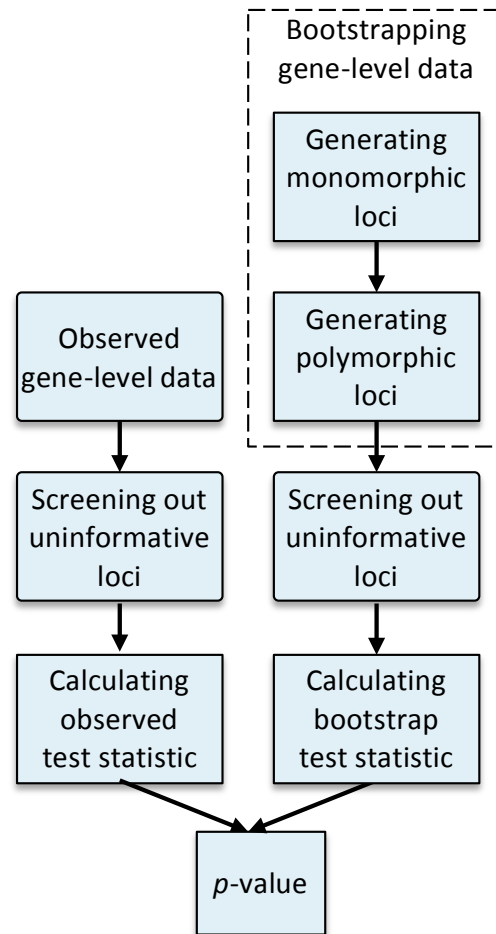 Bootstrapping
gene-level data
Generating
monomorphic
loci
Generating
polymorphic
loci
Observed
gene-level data
Screening out
uninformative
loci
Screening out
uninformative
loci
Calculating
observed
test statistic
Calculating
bootstrap
test statistic
p-value